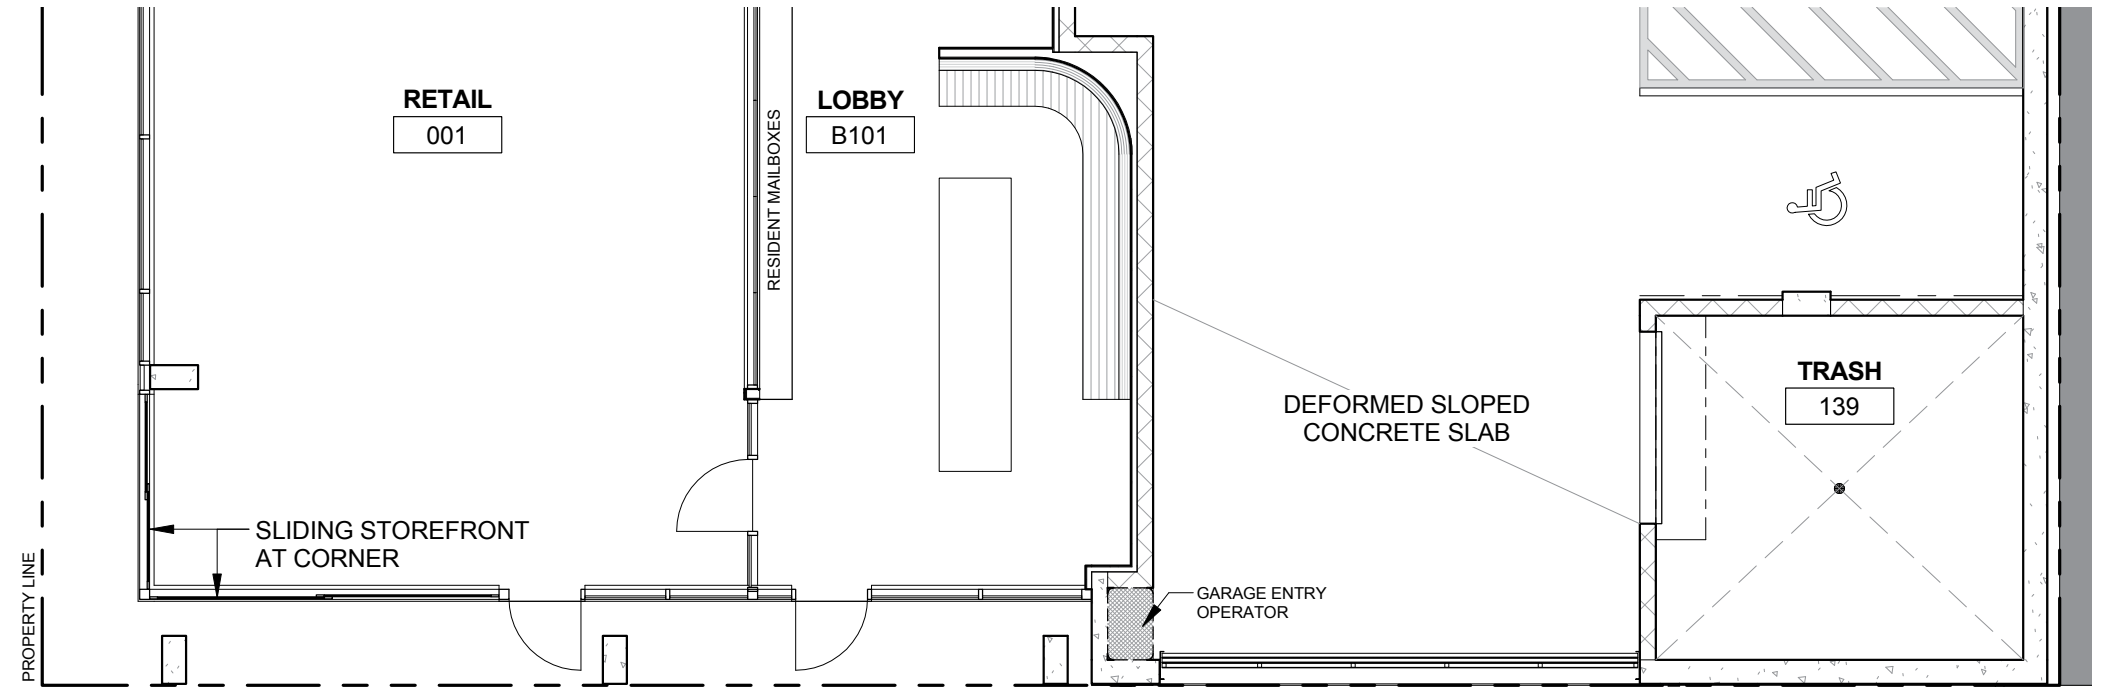 RETAIL
001
RESIDENT MAILBOXES
LOBBY
B101
TRASH
139
DEFORMED SLOPED
CONCRETE SLAB
SLIDING STOREFRONT
AT CORNER
GARAGE ENTRY
OPERATOR
PROPERTY LINE